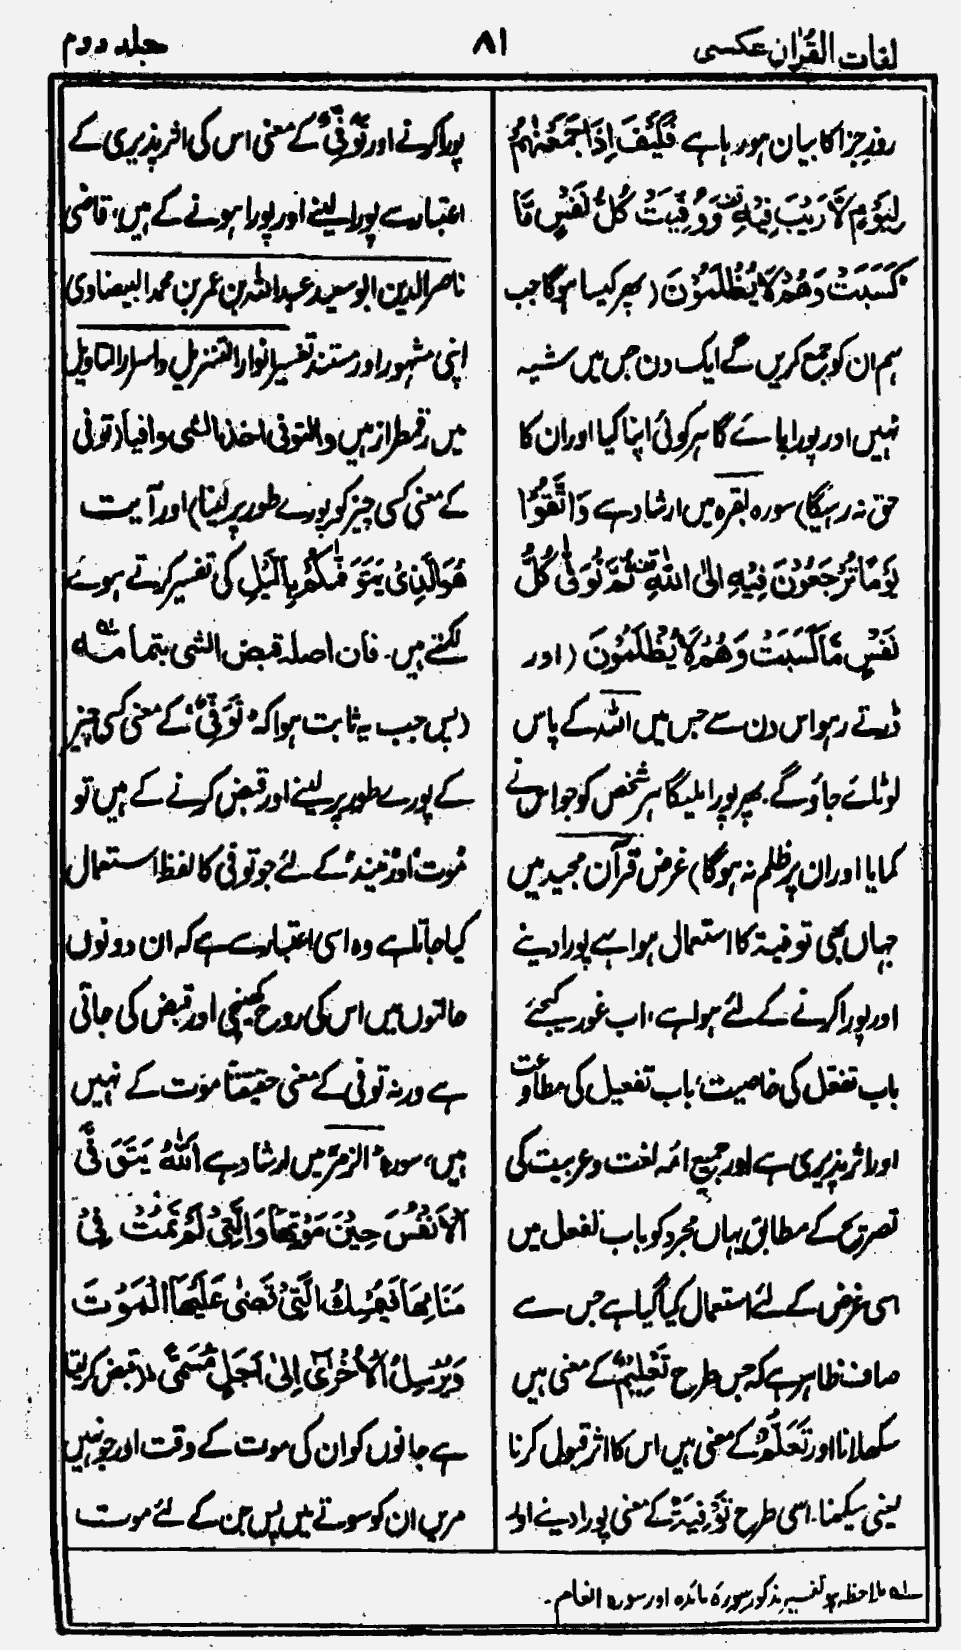 لغات القرآن عکسی
۸۱
جلد دوم
روزِ جزا کا بیان ہو رہا ہے۔ فَکَیْفَ اِذَا جَمَعْنٰہُمْ
لِیَوْمٍ لَّا رَیْبَ فِیْہِ قف وَوُفِّیَتْ کُلُّ نَفْسٍ مَّا
کَسَبَتْ وَھُمْ لَا یُظْلَمُوْنَ (پھر کیسا ہوگا جب
ہم ان کو جمع کریں گے ایک دن جس میں شبہ
نہیں اور پورا پائے گا ہر کوئی اپنا کیا اور ان کا
حق نہ رہیگا) سورہ بقرہ میں ارشاد ہے وَاتَّقُوْا
یَوْمًا تُرْجَعُوْنَ فِیْہِ اِلَی اللّٰہِ قف ثُمَّ تُوَفّٰی کُلُّ
نَفْسٍ مَّا کَسَبَتْ وَھُمْ لَا یُظْلَمُوْنَ (اور
ڈرتے رہو اس دن سے جس میں اللہ کے پاس
لوٹائے جاؤ گے۔ پھر پورا ملیگا ہر شخص کو جو اس نے
کمایا اور ان پر ظلم نہ ہوگا) غرض قرآن مجید میں
جہاں بھی توفیۃ کا استعمال ہوا ہے پورا دینے
اور پورا کرنے کے لئے ہوا ہے، اب غور کیجئے
باب تفعل کی خاصیت، باب تفعیل کی مطاوعت
اور اثر پذیری ہے اور جمیع ائمہ لغت و عربیت کی
تصریح کے مطابق یہاں مجرد کو باب تفعل میں
اسی غرض کے لئے استعمال کیا گیا ہے جس سے
صاف ظاہر ہے کہ جس طرح تَعْلِیْمٌ کے معنی ہیں
سکھلانا اور تَعَلُّمٌ کے معنی ہیں اس کا اثر قبول کرنا
یعنی سیکھنا۔ اسی طرح تَوْفِیَۃٌ کے معنی پورا دینے اور
پورا کرنے اور تَوَفِّیْ کے معنی اس کی اثر پذیری کے
اعتبار سے پورا لینے اور پورا ہونے کے ہیں، قاضی
ناصر الدین ابو سعید عبد اللہ بن عمر بن محمد البیضاوی
اپنی مشہور اور مستند تفسیر انوار التنزیل و اسرار التاویل
میں رقمطراز ہیں والتوفی اخذ الشی وافیا (توفی
کے معنی کسی چیز کو پورے طور پر لینا) اور آیت
ھُوَ الَّذِیْ یَتَوَفّٰىکُمْ بِالَّیْلِ کی تفسیر کرتے ہوئے
لکھتے ہیں۔ فان اصلہ قبض الشی بتمامہ لہ
(پس جب یہ ثابت ہوا کہ تَوَفِّیْ، کے معنی کسی چیز
کے پورے طور پر لینے اور قبض کرنے کے ہیں تو
موت، اور نیند، کے لئے جو توفی کا لفظ استعمال
کیا جاتا ہے وہ اسی اعتبار سے ہے کہ ان دونوں
حالتوں میں اس کی روح کھینچی اور قبض کی جاتی
ہے ورنہ توفی کے معنی حقیقتاً موت کے نہیں
ہیں، سورہ الزمر میں ارشاد ہے اَللّٰہُ یَتَوَفَّی
الْاَنْفُسَ حِیْنَ مَوْتِھَا وَالَّتِیْ لَمْ تَمُتْ فِیْ
مَنَامِھَا فَیُمْسِكُ الَّتِیْ قَضٰی عَلَیْھَا الْمَوْتَ
وَیُرْسِلُ الْاُخْرٰۤی اِلٰۤی اَجَلٍ مُّسَمًّی ( قبض کر لیتا
ہے جانوں کو ان کی موت کے وقت اور جو نہیں
مریں ان کو سوتے میں پس جن کے لئے موت
لہ ملاحظہ ہو تفسیر مذکور سورۃ مائدہ اور سورہ انعام۔